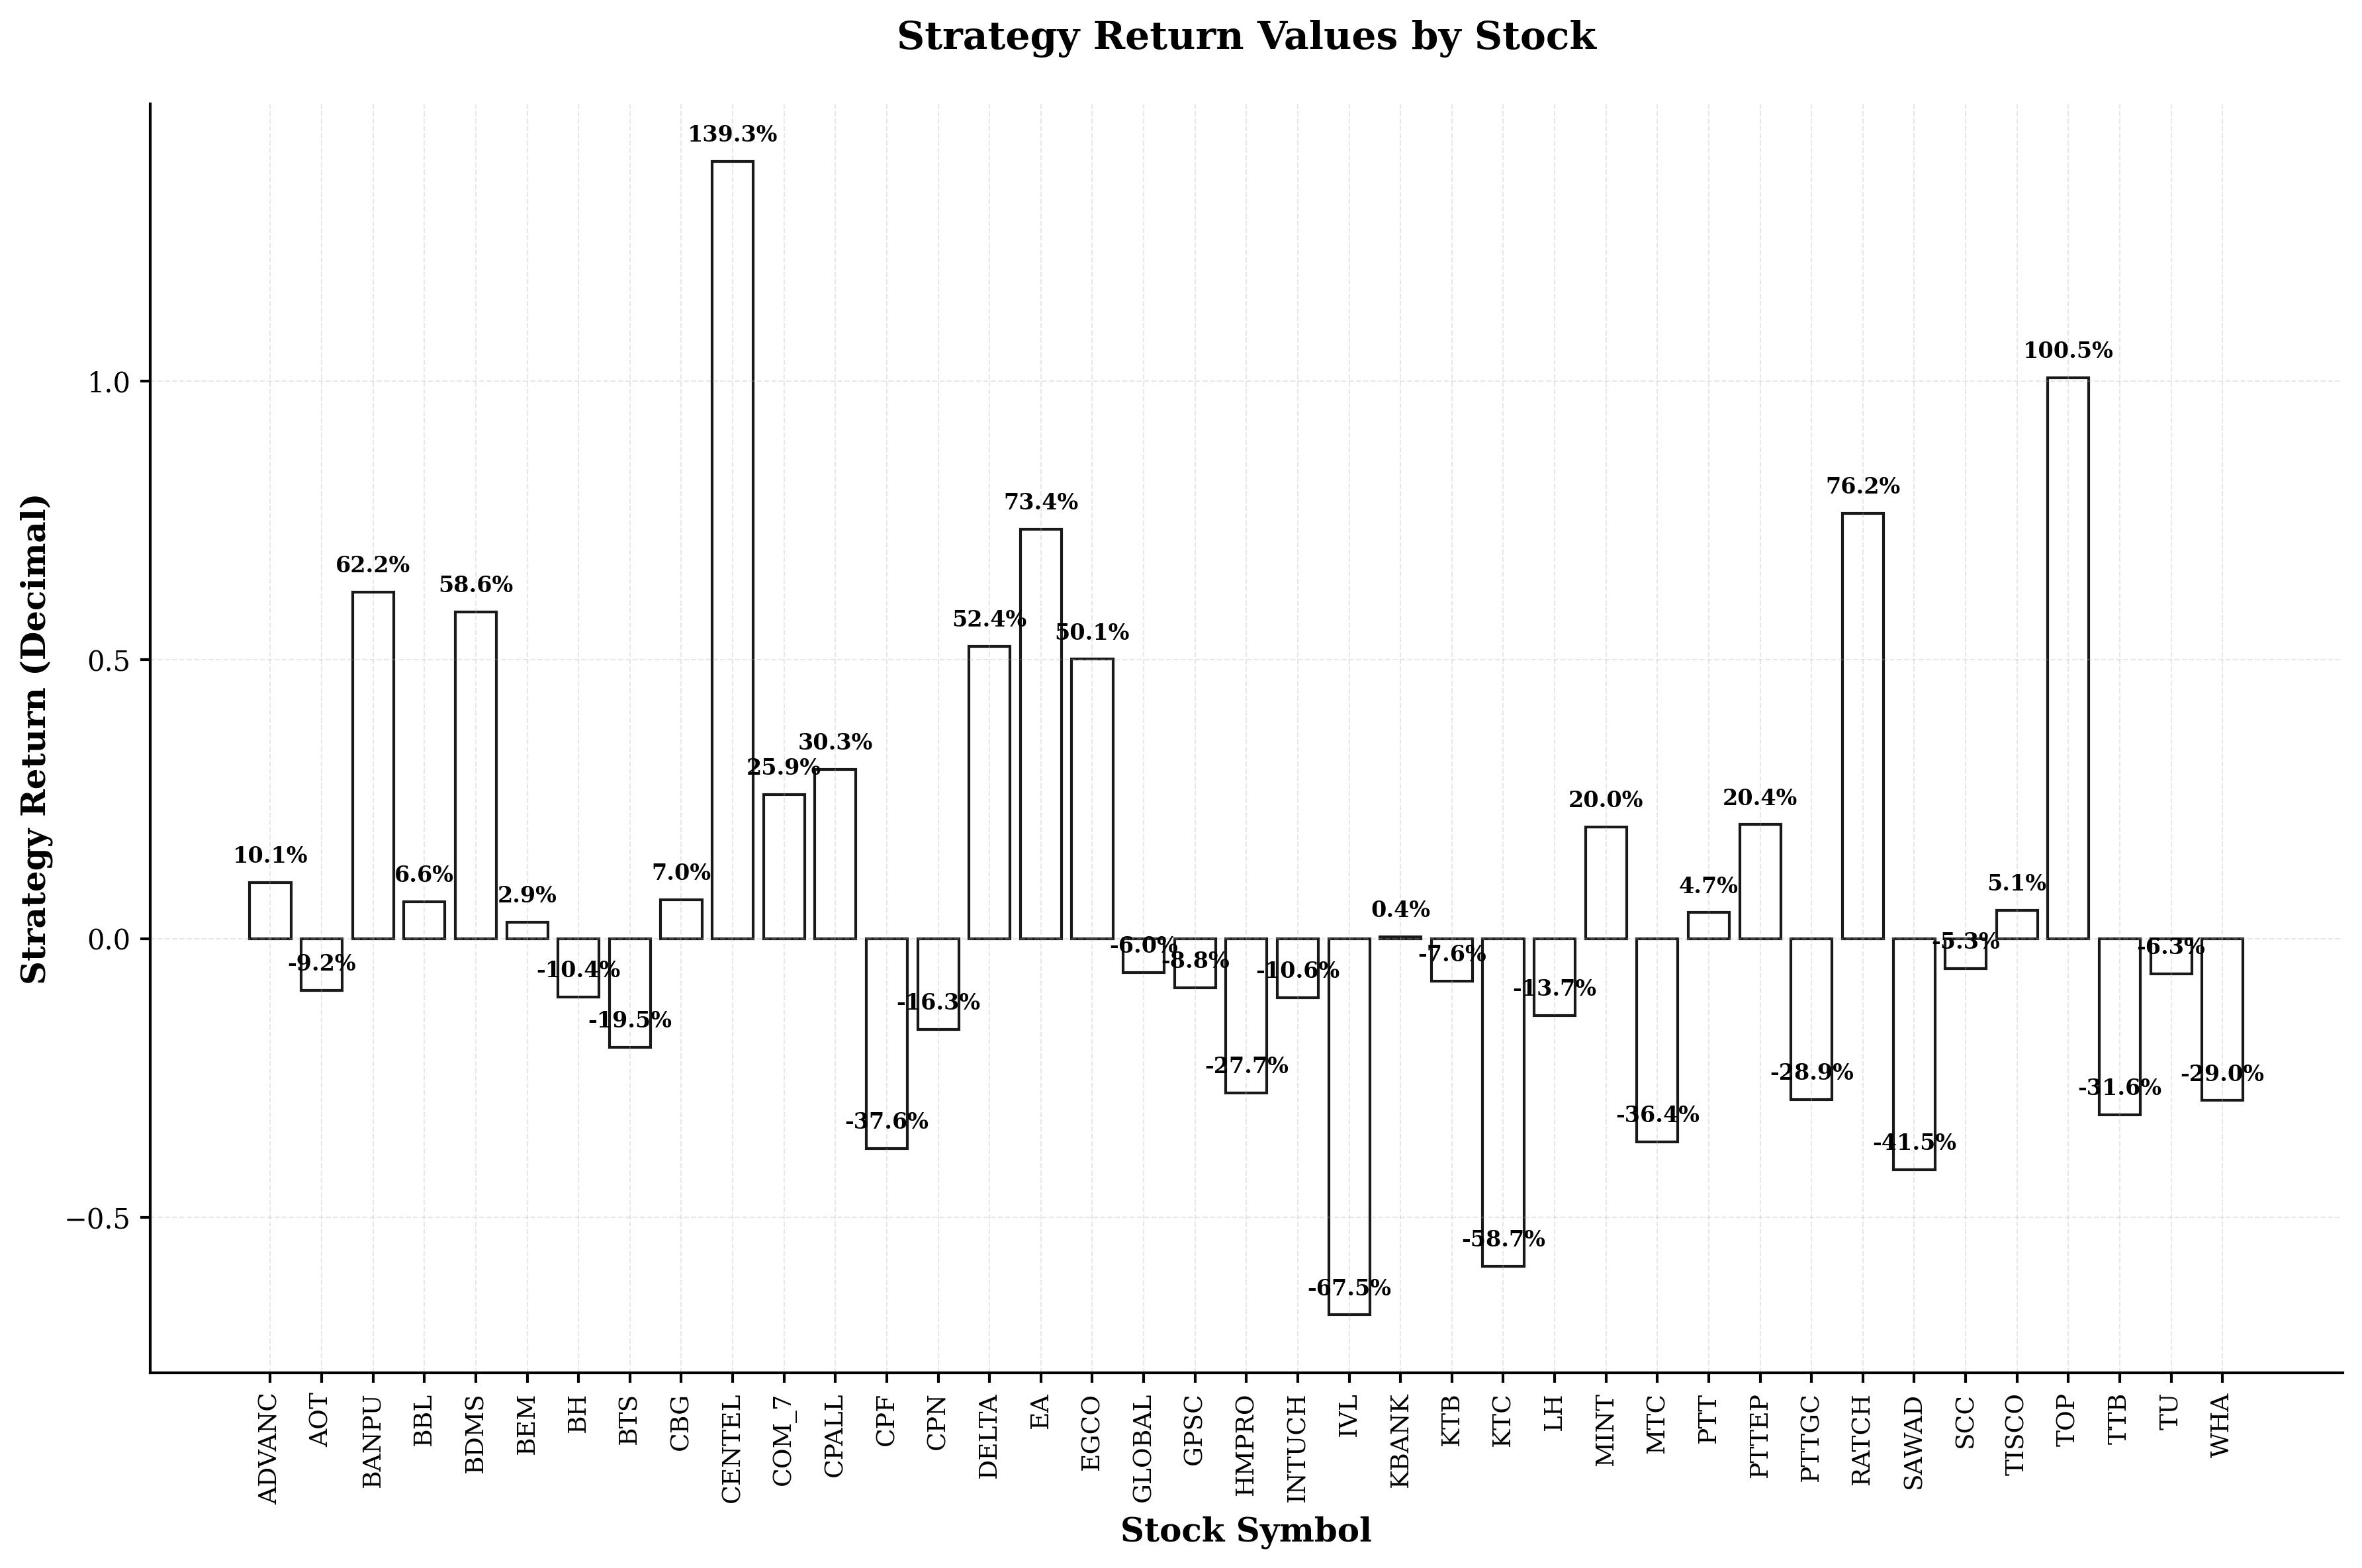 Strategy Return Values by Stock
Strategy Return (Decimal)
1.0
0.5
0.0
−0.5
10.1%
-9.2%
62.2%
6.6%
58.6%
2.9%
-10.4%
-19.5%
7.0%
139.3%
25.9%
30.3%
-37.6%
-16.3%
52.4%
73.4%
50.1%
-6.0%
-8.8%
-27.7%
-10.6%
-67.5%
0.4%
-7.6%
-58.7%
-13.7%
20.0%
-36.4%
4.7%
20.4%
-28.9%
76.2%
-41.5%
-5.3%
5.1%
100.5%
-31.6%
-6.3%
-29.0%
ADVANC
AOT
BANPU
BBL
BDMS
BEM
BH
BTS
CBG
CENTEL
COM_7
CPALL
CPF
CPN
DELTA
EA
EGCO
GLOBAL
GPSC
HMPRO
INTUCH
IVL
KBANK
KTB
KTC
LH
MINT
MTC
PTT
PTTEP
PTTGC
RATCH
SAWAD
SCC
TISCO
TOP
TTB
TU
WHA
Stock Symbol